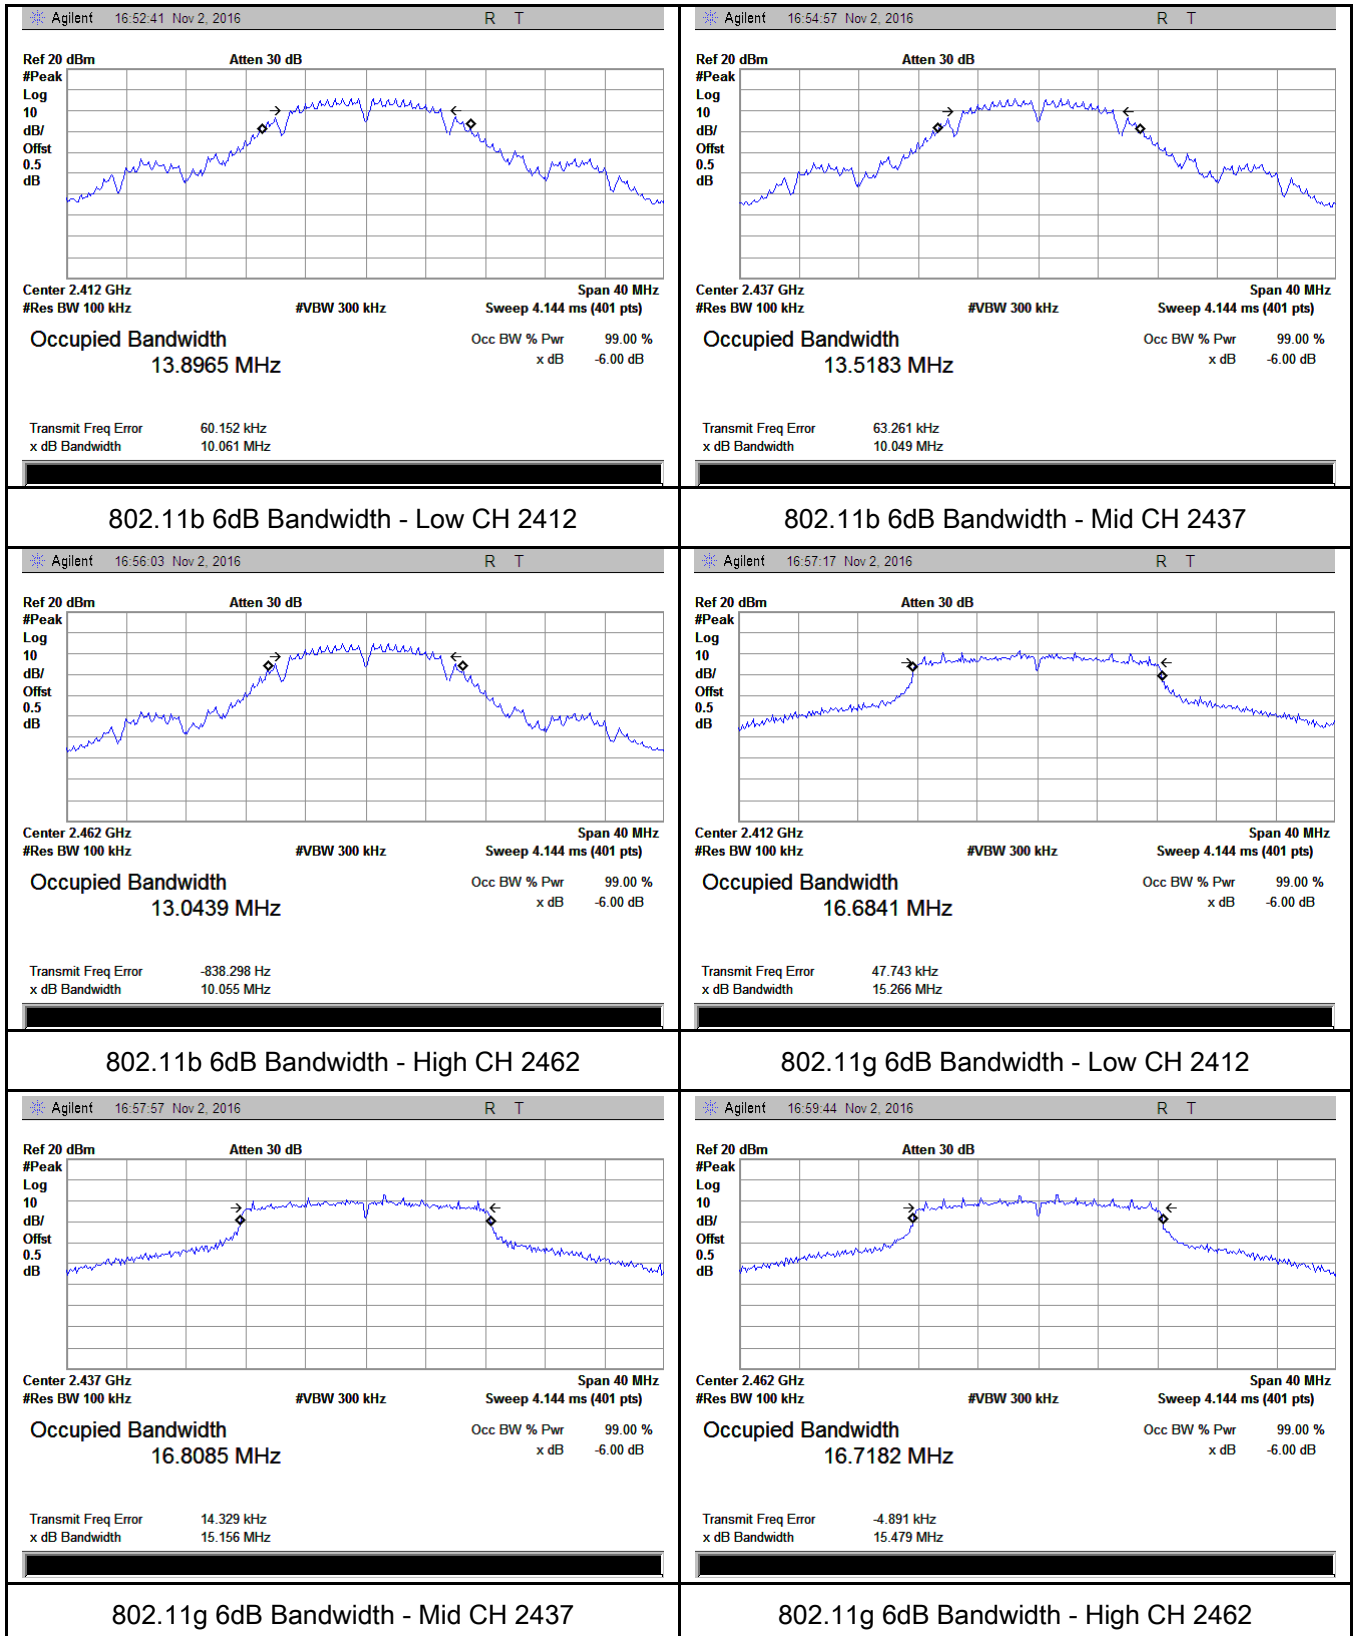 Agilent 16:52:41 Nov 2, 2016 R T
Ref 20 dBm Atten 30 dB
#Peak
Log
10
dB/
Offst
0.5
dB
Center 2.412 GHz Span 40 MHz
#Res BW 100 kHz #VBW 300 kHz Sweep 4.144 ms (401 pts)
Occupied Bandwidth Occ BW % Pwr 99.00 %
13.8965 MHz x dB -6.00 dB
Transmit Freq Error 60.152 kHz
x dB Bandwidth 10.061 MHz
802.11b 6dB Bandwidth - Low CH 2412
Agilent 16:54:57 Nov 2, 2016 R T
Ref 20 dBm Atten 30 dB
#Peak
Log
10
dB/
Offst
0.5
dB
Center 2.437 GHz Span 40 MHz
#Res BW 100 kHz #VBW 300 kHz Sweep 4.144 ms (401 pts)
Occupied Bandwidth Occ BW % Pwr 99.00 %
13.5183 MHz x dB -6.00 dB
Transmit Freq Error 63.261 kHz
x dB Bandwidth 10.049 MHz
802.11b 6dB Bandwidth - Mid CH 2437
Agilent 16:56:03 Nov 2, 2016 R T
Ref 20 dBm Atten 30 dB
#Peak
Log
10
dB/
Offst
0.5
dB
Center 2.462 GHz Span 40 MHz
#Res BW 100 kHz #VBW 300 kHz Sweep 4.144 ms (401 pts)
Occupied Bandwidth Occ BW % Pwr 99.00 %
13.0439 MHz x dB -6.00 dB
Transmit Freq Error -838.298 Hz
x dB Bandwidth 10.055 MHz
802.11b 6dB Bandwidth - High CH 2462
Agilent 16:57:17 Nov 2, 2016 R T
Ref 20 dBm Atten 30 dB
#Peak
Log
10
dB/
Offst
0.5
dB
Center 2.412 GHz Span 40 MHz
#Res BW 100 kHz #VBW 300 kHz Sweep 4.144 ms (401 pts)
Occupied Bandwidth Occ BW % Pwr 99.00 %
16.6841 MHz x dB -6.00 dB
Transmit Freq Error 47.743 kHz
x dB Bandwidth 15.266 MHz
802.11g 6dB Bandwidth - Low CH 2412
Agilent 16:57:57 Nov 2, 2016 R T
Ref 20 dBm Atten 30 dB
#Peak
Log
10
dB/
Offst
0.5
dB
Center 2.437 GHz Span 40 MHz
#Res BW 100 kHz #VBW 300 kHz Sweep 4.144 ms (401 pts)
Occupied Bandwidth Occ BW % Pwr 99.00 %
16.8085 MHz x dB -6.00 dB
Transmit Freq Error 14.329 kHz
x dB Bandwidth 15.156 MHz
802.11g 6dB Bandwidth - Mid CH 2437
Agilent 16:59:44 Nov 2, 2016 R T
Ref 20 dBm Atten 30 dB
#Peak
Log
10
dB/
Offst
0.5
dB
Center 2.462 GHz Span 40 MHz
#Res BW 100 kHz #VBW 300 kHz Sweep 4.144 ms (401 pts)
Occupied Bandwidth Occ BW % Pwr 99.00 %
16.7182 MHz x dB -6.00 dB
Transmit Freq Error -4.891 kHz
x dB Bandwidth 15.479 MHz
802.11g 6dB Bandwidth - High CH 2462